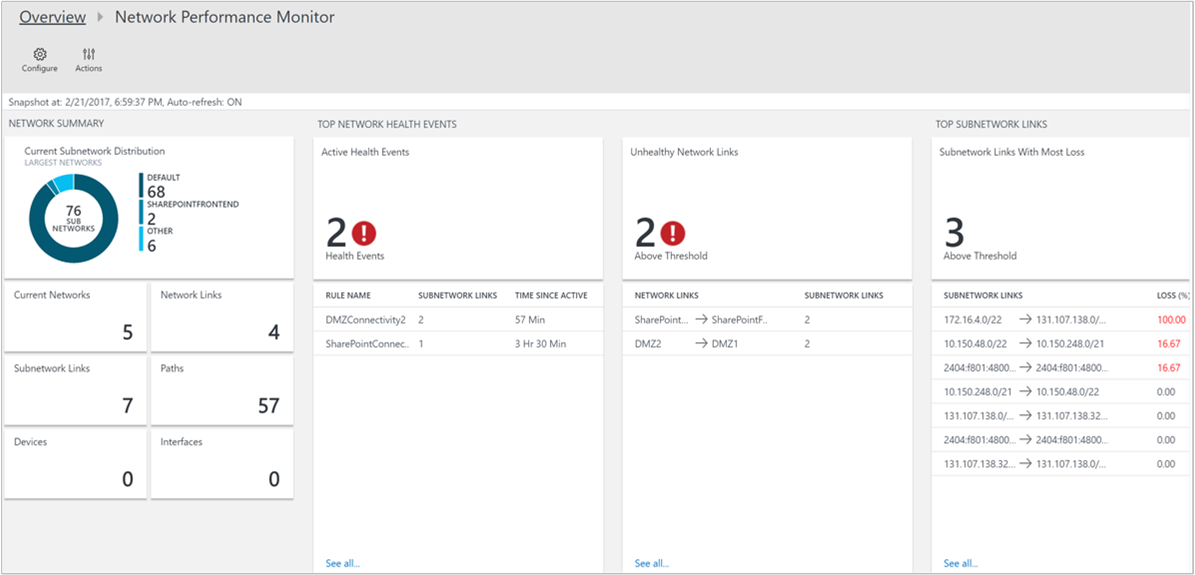 Overview Network Performance Monitor
Configure Actions
Snapshot at: 2/21/2017, 6:59:37 PM, Auto-refresh: ON
NETWORK SUMMARY
Current Subnetwork Distribution
LARGEST NETWORKS
76
SUB
NETWORKS
DEFAULT
68
SHAREPOINTFRONTEND
2
OTHER
6
Current Networks
5
Network Links
4
Subnetwork Links
7
Paths
57
Devices
0
Interfaces
0
TOP NETWORK HEALTH EVENTS
Active Health Events
2
Health Events
RULE NAME SUBNETWORK LINKS TIME SINCE ACTIVE
DMZConnectivity2 2 57 Min
SharePointConnec.. 1 3 Hr 30 Min
See all...
Unhealthy Network Links
2
Above Threshold
NETWORK LINKS SUBNETWORK LINKS
SharePoint... → SharePointF.. 2
DMZ2 → DMZ1 2
See all...
TOP SUBNETWORK LINKS
Subnetwork Links With Most Loss
3
Above Threshold
SUBNETWORK LINKS LOSS (%)
172.16.4.0/22 → 131.107.138.0/... 100.00
10.150.48.0/22 → 10.150.248.0/21 16.67
2404:f801:4800... → 2404:f801:4800... 16.67
10.150.248.0/21 → 10.150.48.0/22 0.00
131.107.138.0/... → 131.107.138.32... 0.00
2404:f801:4800... → 2404:f801:4800... 0.00
131.107.138.32... → 131.107.138.0/... 0.00
See all...